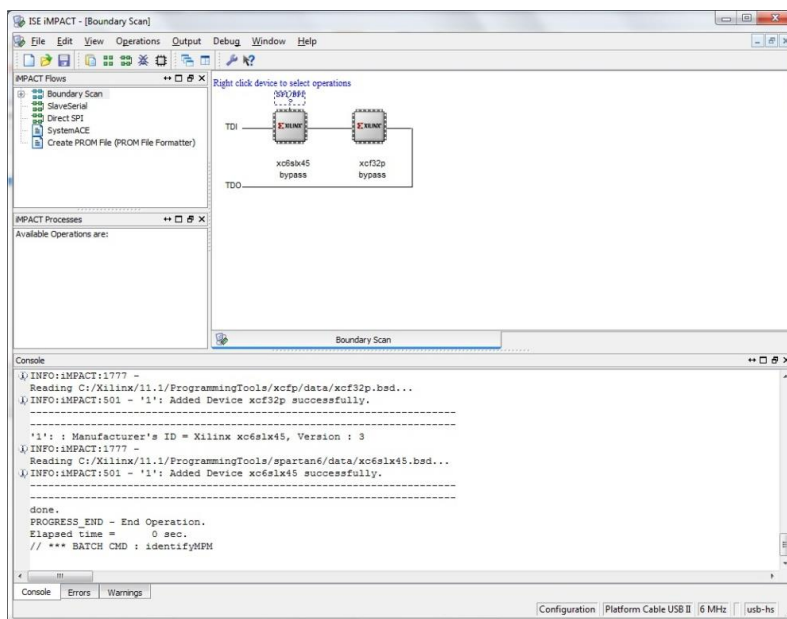 ISE iMPACT - [Boundary Scan]
File Edit View Operations Output Debug Window Help
iMPACT Flows
Boundary Scan
SlaveSerial
Direct SPI
SystemACE
Create PROM File (PROM File Formatter)
iMPACT Processes
Available Operations are:
Right click device to select operations
SPI/BPI
?
TDI
XILINX XILINX
xc6slx45 xcf32p
bypass bypass
TDO
Boundary Scan
Console
INFO:iMPACT:1777 -
Reading C:/Xilinx/11.1/ProgrammingTools/xcfp/data/xcf32p.bsd...
INFO:iMPACT:501 - '1': Added Device xcf32p successfully.
----------------------------------------------------------------------
----------------------------------------------------------------------
'1': : Manufacturer's ID = Xilinx xc6slx45, Version : 3
INFO:iMPACT:1777 -
Reading C:/Xilinx/11.1/ProgrammingTools/spartan6/data/xc6slx45.bsd...
INFO:iMPACT:501 - '1': Added Device xc6slx45 successfully.
----------------------------------------------------------------------
----------------------------------------------------------------------
done.
PROGRESS_END - End Operation.
Elapsed time = 0 sec.
// *** BATCH CMD : identifyMPM
Console Errors Warnings
Configuration Platform Cable USB II 6 MHz usb-hs